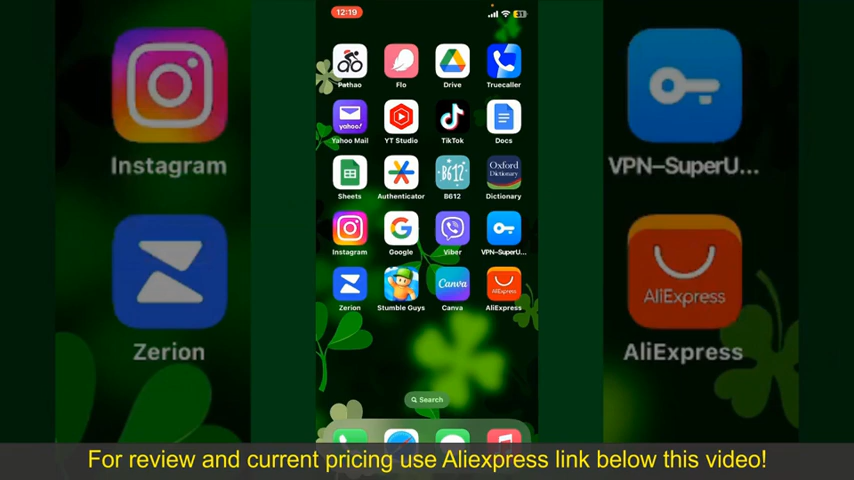 12:19
31
Pathao
Flo
Drive
Truecaller
yahoo!
Yahoo Mail
YT Studio
TikTok
Docs
B612
Oxford
Dictionary
Sheets
Authenticator
B612
Dictionary
Instagram
Google
Viber
VPN-SuperU...
Canva
AliExpress
Zerion
Stumble Guys
Canva
AliExpress
Search
Instagram
Zerion
VPN-SuperU...
AliExpress
AliExpress
For review and current pricing use Aliexpress link below this video!